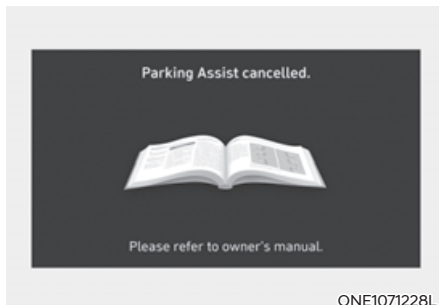 Parking Assist cancelled.
Please refer to owner's manual.
ONE1071228L